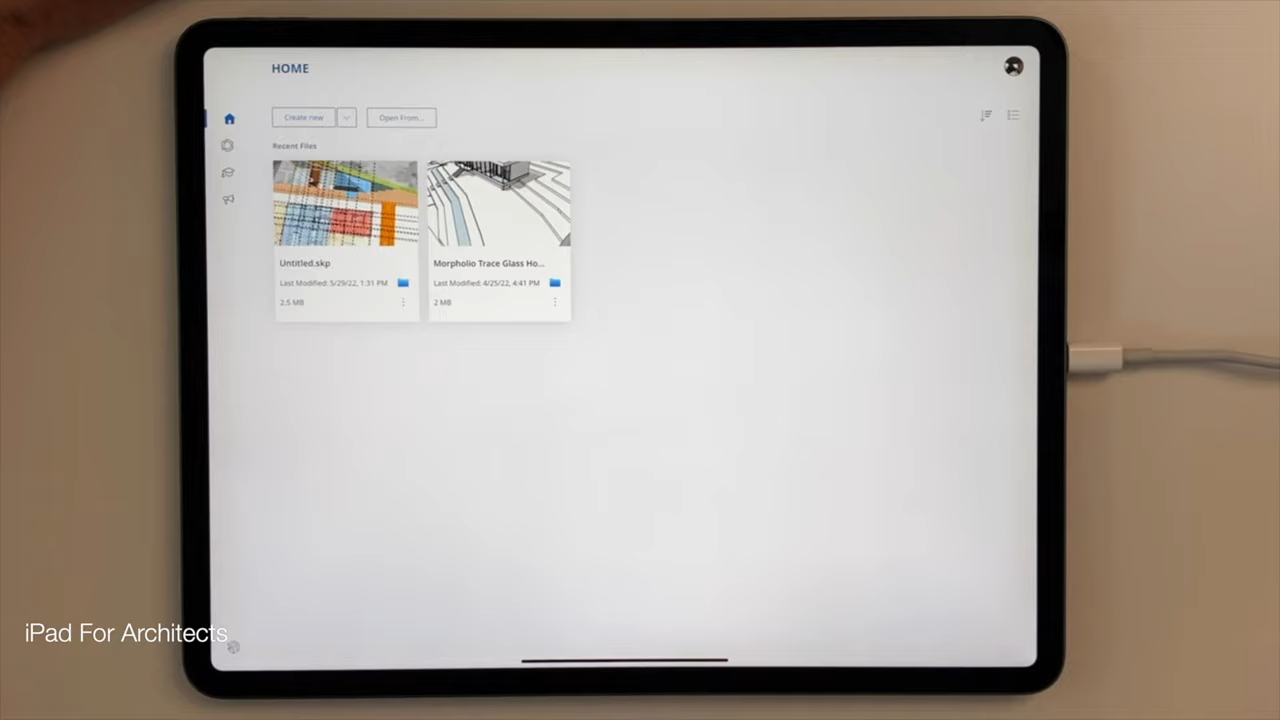 HOME
Create new
Open From...
Recent Files
Untitled.skp
Last Modified: 5/29/22, 1:31 PM
2.5 MB
Morpholio Trace Glass Ho...
Last Modified: 4/25/22, 4:41 PM
2 MB
iPad For Architects